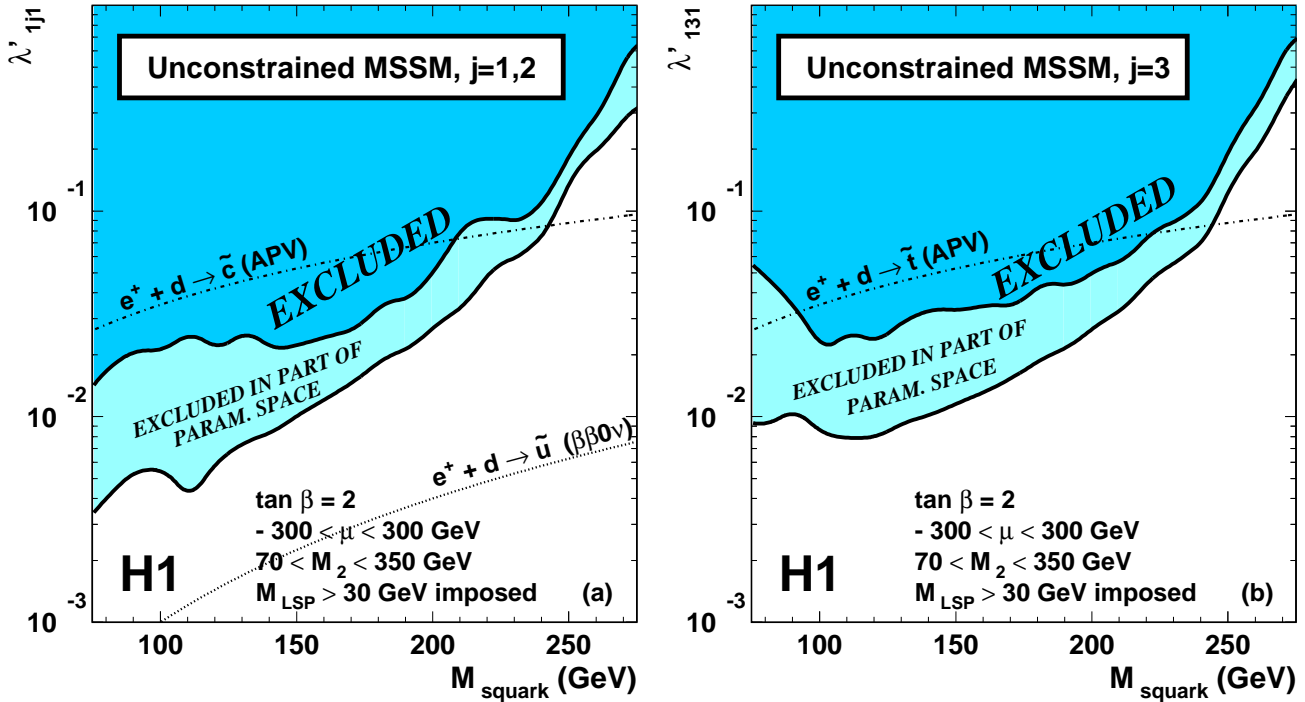 λ’ 1j1
Unconstrained MSSM, j=1,2
10 -1
10 -2
10 -3
e+ + d → c̃ (APV)
EXCLUDED
EXCLUDED IN PART OF
PARAM. SPACE
e+ + d → ũ (ββ0ν)
tan β = 2
- 300 < μ < 300 GeV
70 < M 2 < 350 GeV
M LSP > 30 GeV imposed
H1
(a)
100 150 200 250
M squark (GeV)
λ’ 131
Unconstrained MSSM, j=3
10 -1
10 -2
10 -3
e+ + d → t̃ (APV)
EXCLUDED
EXCLUDED IN PART OF
PARAM. SPACE
tan β = 2
- 300 < μ < 300 GeV
70 < M 2 < 350 GeV
M LSP > 30 GeV imposed
H1
(b)
100 150 200 250
M squark (GeV)